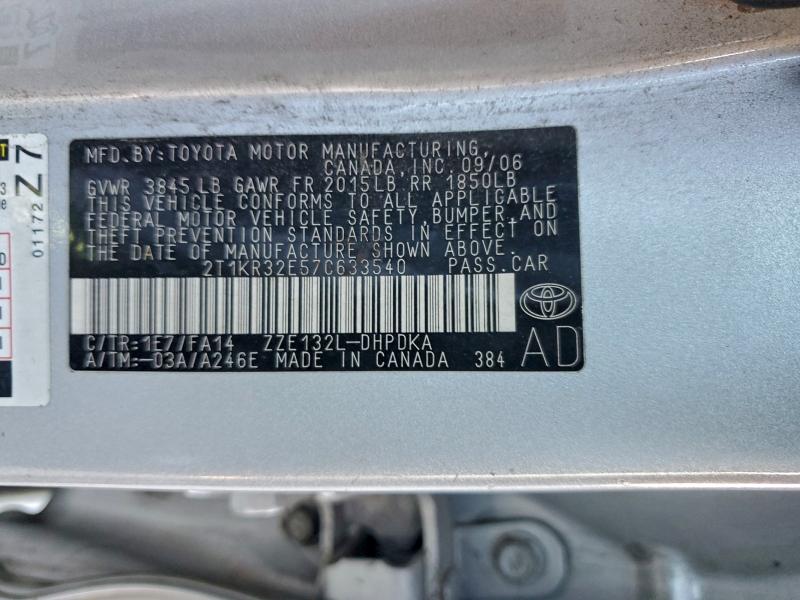 MFD.BY:TOYOTA MOTOR MANUFACTURING,
CANADA, INC. 09/06
GVWR 3845 LB GAWR FR 2015LB RR 1850LB
THIS VEHICLE CONFORMS TO ALL APPLICABLE
FEDERAL MOTOR VEHICLE SAFETY, BUMPER, AND
THEFT PREVENTION STANDARDS IN EFFECT ON
THE DATE OF MANUFACTURE SHOWN ABOVE.
2T1KR32E57C633540 PASS.CAR
C/TR:1E7/FA14 ZZE132L-DHPDKA
A/TM:-03A/A246E MADE IN CANADA 384
AD
01172 Z 7